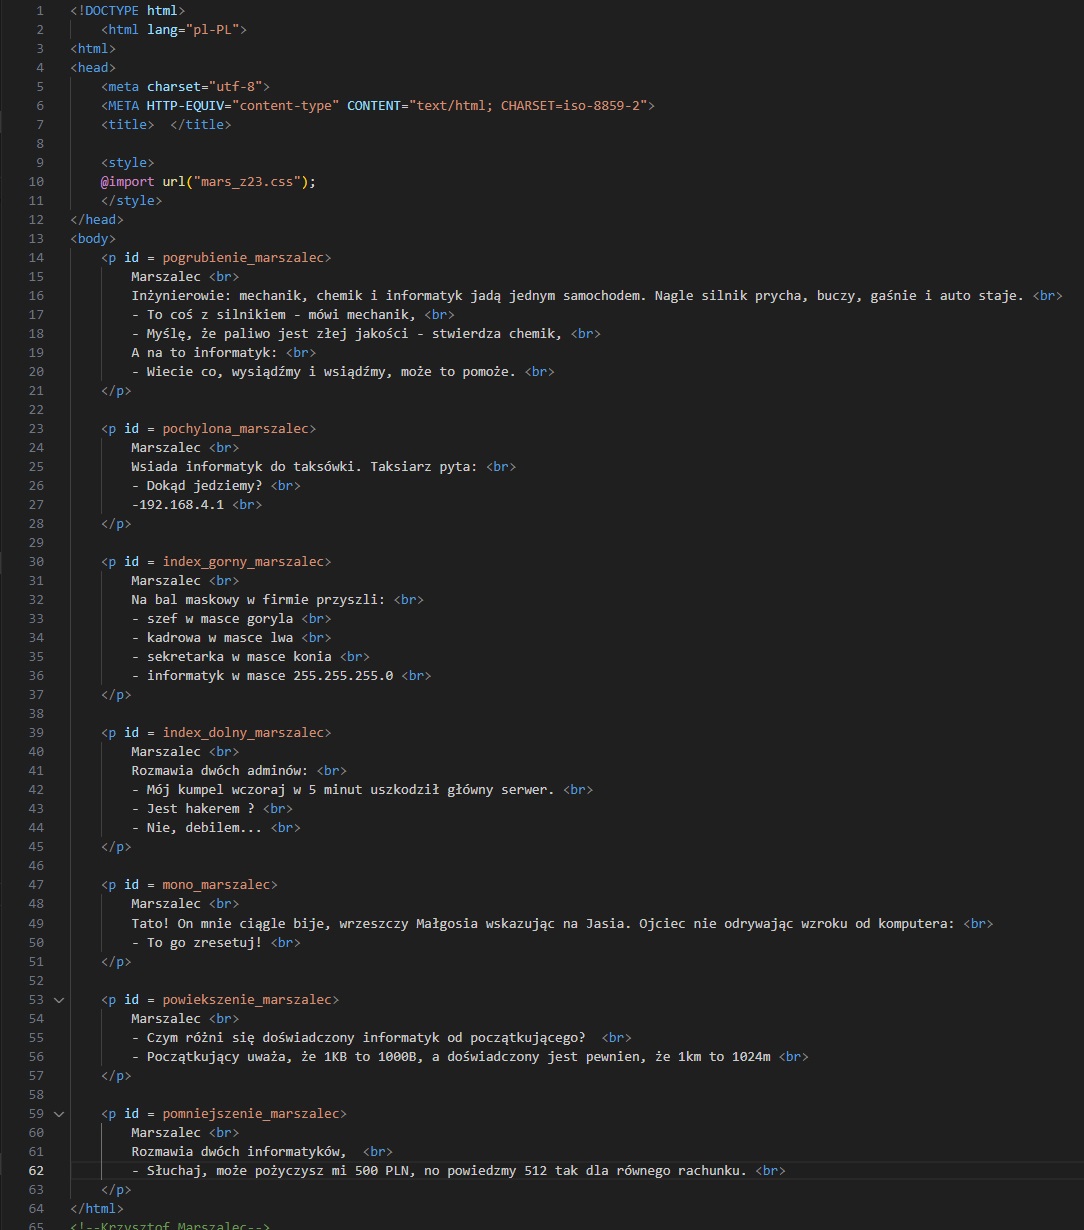 1 <!DOCTYPE html>
2 <html lang="pl-PL">
3 <html>
4 <head>
5 <meta charset="utf-8">
6 <META HTTP-EQUIV="content-type" CONTENT="text/html; CHARSET=iso-8859-2">
7 <title>  </title>
8
9 <style>
10 @import url("mars_z23.css");
11 </style>
12 </head>
13 <body>
14 <p id = pogrubienie_marszalec>
15 Marszalec <br>
16 Inżynierowie: mechanik, chemik i informatyk jadą jednym samochodem. Nagle silnik prycha, buczy, gaśnie i auto staje. <br>
17 - To coś z silnikiem - mówi mechanik, <br>
18 - Myślę, że paliwo jest złej jakości - stwierdza chemik, <br>
19 A na to informatyk: <br>
20 - Wiecie co, wysiądźmy i wsiądźmy, może to pomoże. <br>
21 </p>
22
23 <p id = pochylona_marszalec>
24 Marszalec <br>
25 Wsiada informatyk do taksówki. Taksiarz pyta: <br>
26 - Dokąd jedziemy? <br>
27 -192.168.4.1 <br>
28 </p>
29
30 <p id = index_gorny_marszalec>
31 Marszalec <br>
32 Na bal maskowy w firmie przyszli: <br>
33 - szef w masce goryla <br>
34 - kadrowa w masce lwa <br>
35 - sekretarka w masce konia <br>
36 - informatyk w masce 255.255.255.0 <br>
37 </p>
38
39 <p id = index_dolny_marszalec>
40 Marszalec <br>
41 Rozmawia dwóch adminów: <br>
42 - Mój kumpel wczoraj w 5 minut uszkodził główny serwer. <br>
43 - Jest hakerem ? <br>
44 - Nie, debilem... <br>
45 </p>
46
47 <p id = mono_marszalec>
48 Marszalec <br>
49 Tato! On mnie ciągle bije, wrzeszczy Małgosia wskazując na Jasia. Ojciec nie odrywając wzroku od komputera: <br>
50 - To go zresetuj! <br>
51 </p>
52
53 <p id = powiekszenie_marszalec>
54 Marszalec <br>
55 - Czym różni się doświadczony informatyk od początkującego?  <br>
56 - Początkujący uważa, że 1KB to 1000B, a doświadczony jest pewnien, że 1km to 1024m <br>
57 </p>
58
59 <p id = pomniejszenie_marszalec>
60 Marszalec <br>
61 Rozmawia dwóch informatyków,  <br>
62 - Słuchaj, może pożyczysz mi 500 PLN, no powiedzmy 512 tak dla równego rachunku. <br>
63 </p>
64 </html>
65 <!--Krzysztof Marszalec-->